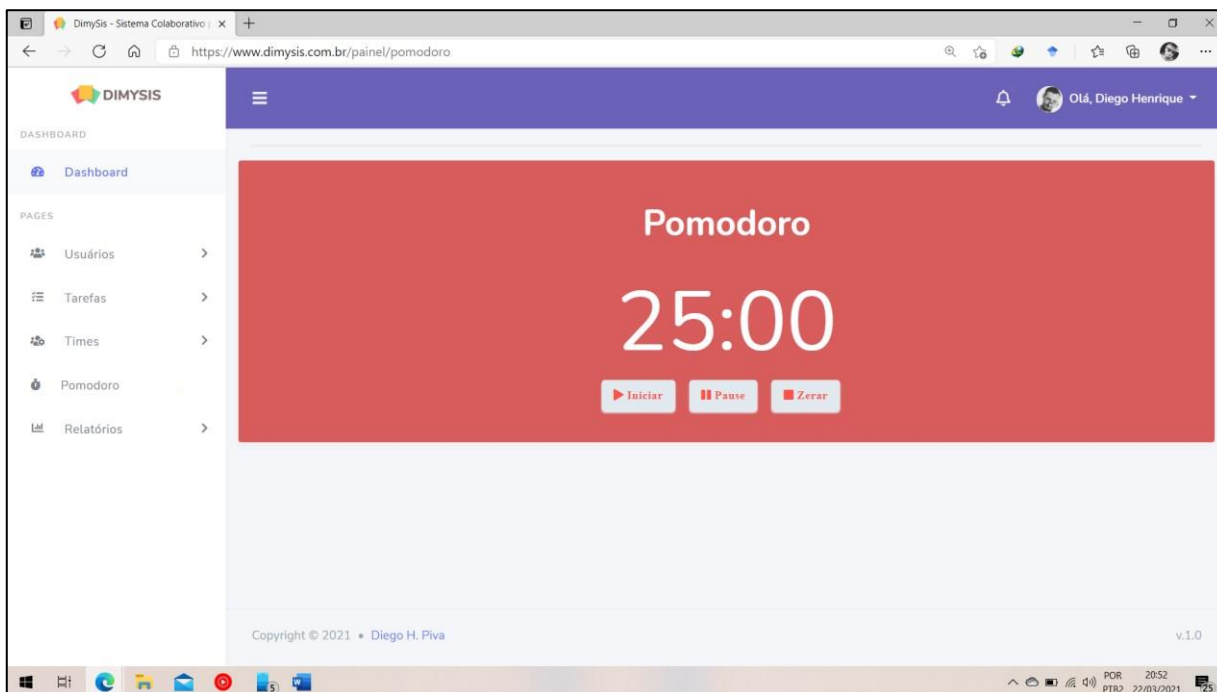 DimySis - Sistema Colaborativo
https://www.dimysis.com.br/painel/pomodoro
DIMYSIS
Olá, Diego Henrique
DASHBOARD
Dashboard
PAGES
Usuários
Tarefas
Times
Pomodoro
Relatórios
Pomodoro
25:00
Iniciar
Pause
Zerar
Copyright © 2021 • Diego H. Piva
v.1.0
5
POR
PTB2
20:52
22/03/2021
25